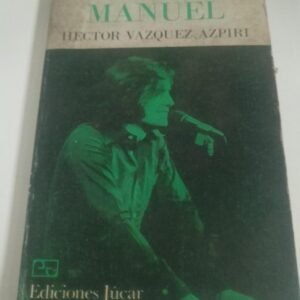 MANUEL
HECTOR VAZQUEZ AZPIRI
Ediciones Júcar